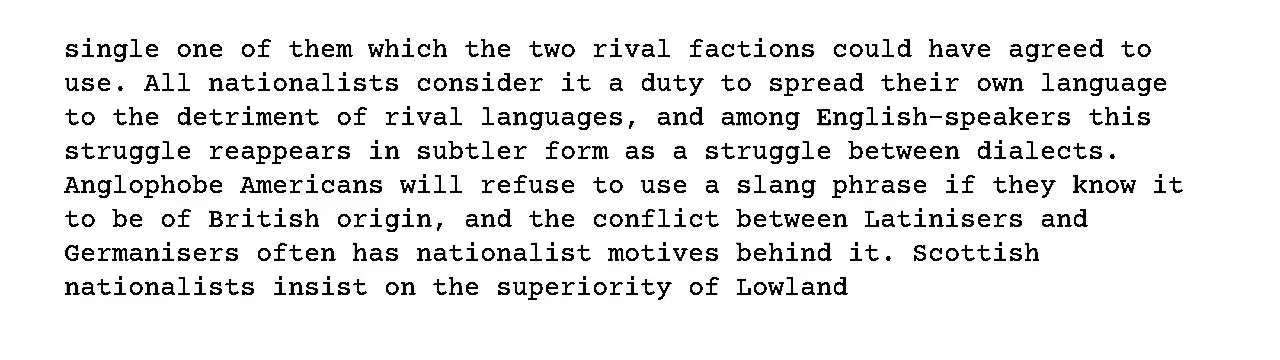 single one of them which the two rival factions could have agreed to
use. All nationalists consider it a duty to spread their own language
to the detriment of rival languages, and among English-speakers this
struggle reappears in subtler form as a struggle between dialects.
Anglophobe Americans will refuse to use a slang phrase if they know it
to be of British origin, and the conflict between Latinisers and
Germanisers often has nationalist motives behind it. Scottish
nationalists insist on the superiority of Lowland